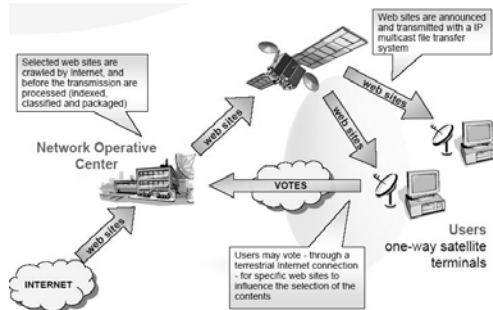 Web sites are announced
and transmitted with a IP
multicast file transfer
system
Selected web sites are
crawled by Internet, and
before the transmission are
processed (indexed,
classified and packaged)
web sites
web sites
web sites
Network Operative
Center
VOTES
web sites
INTERNET
Users
one-way satellite
terminals
Users may vote - through a
terrestrial Internet connection
- for specific web sites to
influence the selection of the
contents